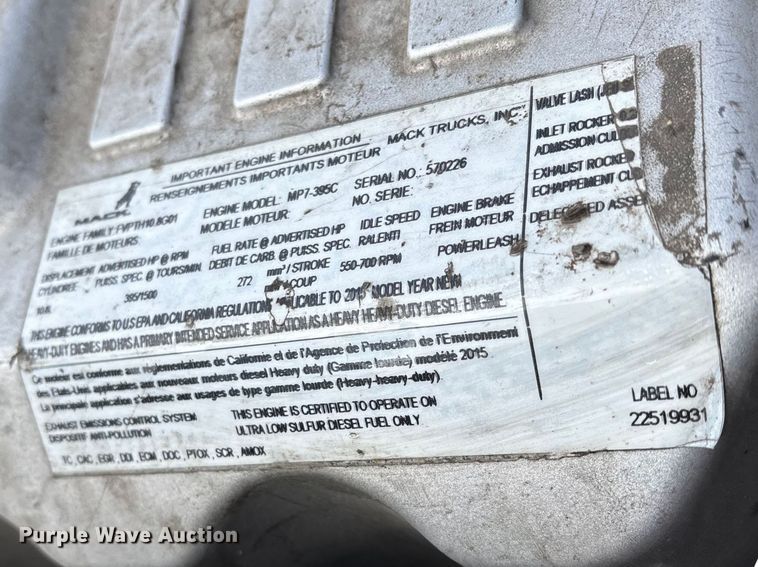 IMPORTANT ENGINE INFORMATION MACK TRUCKS, INC.
RENSEIGNEMENTS IMPORTANTS MOTEUR
MACK
ENGINE FAMILY: ENGINE MODEL: MP7-395C SERIAL NO.: 570226
FAMILLE DE MOTEURS: MODELE MOTEUR: NO. SERIE:
DISPLACEMENT ADVERTISED HP @ RPM FUEL RATE @ ADVERTISED HP IDLE SPEED ENGINE BRAKE
CYLINDREE PUISS. SPEC @ TOURS/MIN. DEBIT DE CARB. @ PUISS. SPEC. RALENTI FREIN MOTEUR
395/1500 272 mm³ / STROKE 550-700 RPM POWERLEASH
COUP
THIS ENGINE CONFORMS TO U.S EPA AND CALIFORNIA REGULATIONS TO MODEL YEAR NEW
HEAVY-DUTY ENGINES AND HAS A PRIMARY INTENDED SERVICE APPLICATION AS A HEAVY HEAVY-DUTY DIESEL ENGINE.
Ce moteur est conforme aux réglementations de Californie et de l'Agence de Protection de l'Environment
des Etats-Unis applicables aux nouveaux moteurs diesel Heavy duty (Gamme lourde) modèle 2015.
La principale application s'adresse aux usages de type gamme lourde (Heavy-heavy-duty).
EXHAUST EMISSIONS CONTROL SYSTEM THIS ENGINE IS CERTIFIED TO OPERATE ON
DISPOSITIF ANTI-POLLUTION ULTRA LOW SULFUR DIESEL FUEL ONLY
TC, CAC, EGR, DDI, ECM, DOC, PTOX, SCR, AMOX
VALVE LASH
INLET ROCKER
ADMISSION
EXHAUST ROCKER
ECHAPPEMENT
LABEL NO
22519931
Purple Wave Auction